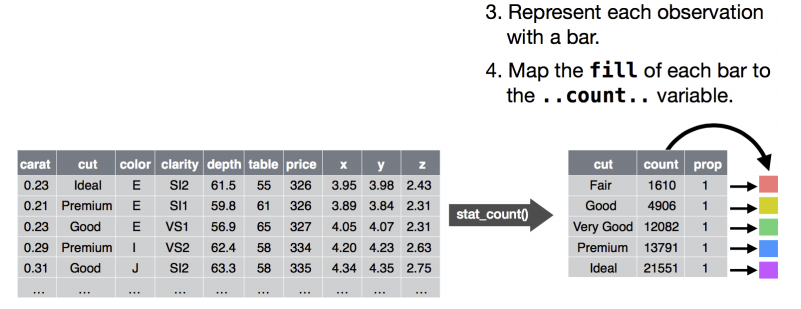 3. Represent each observation
with a bar.
4. Map the fill of each bar to
the ..count.. variable.
carat cut color clarity depth table price x y z
0.23 Ideal E SI2 61.5 55 326 3.95 3.98 2.43
0.21 Premium E SI1 59.8 61 326 3.89 3.84 2.31
0.23 Good E VS1 56.9 65 327 4.05 4.07 2.31
0.29 Premium I VS2 62.4 58 334 4.20 4.23 2.63
0.31 Good J SI2 63.3 58 335 4.34 4.35 2.75
... ... ... ... ... ... ... ... ... ...
stat_count()
cut count prop
Fair 1610 1
Good 4906 1
Very Good 12082 1
Premium 13791 1
Ideal 21551 1